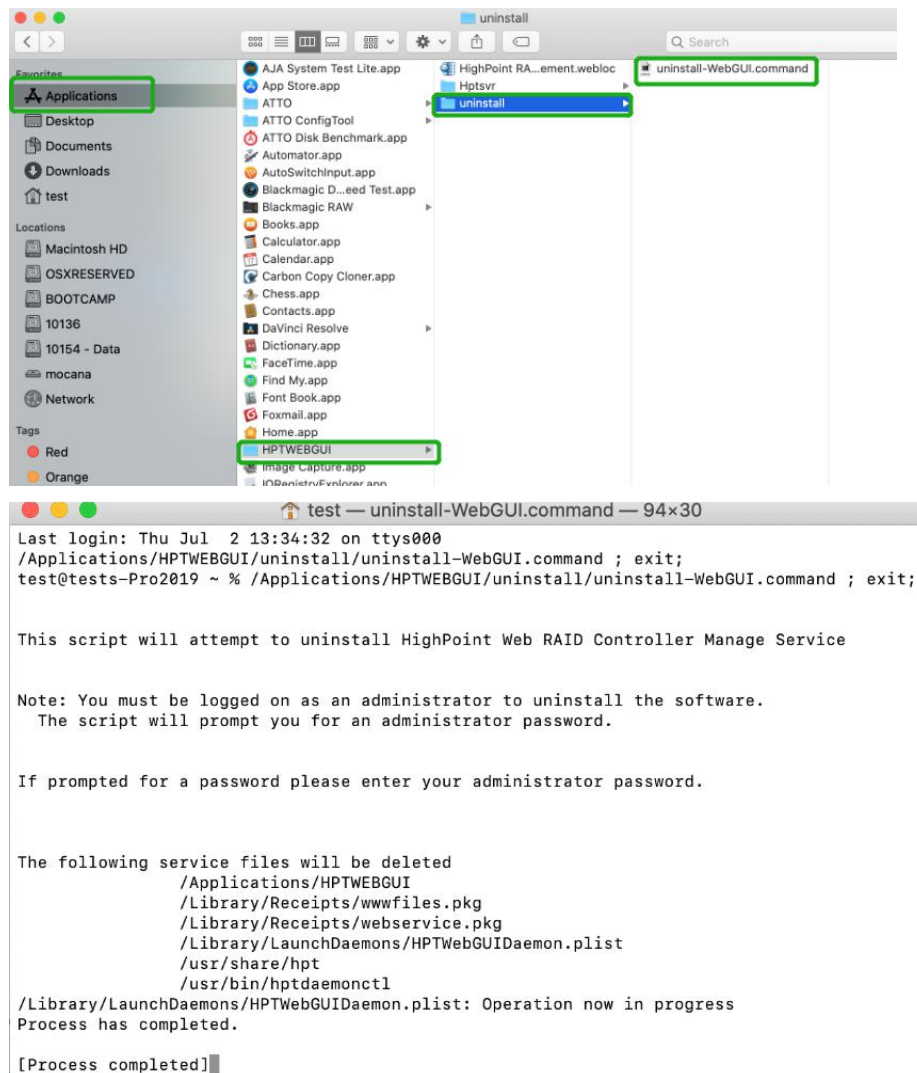 uninstall
Search
Favorites
Applications
Desktop
Documents
Downloads
test
Locations
Macintosh HD
OSXRESERVED
BOOTCAMP
10136
10154 - Data
mocana
Network
Tags
Red
Orange
AJA System Test Lite.app
App Store.app
ATTO
ATTO ConfigTool
ATTO Disk Benchmark.app
Automator.app
AutoSwitchInput.app
Blackmagic D...eed Test.app
Blackmagic RAW
Books.app
Calculator.app
Calendar.app
Carbon Copy Cloner.app
Chess.app
Contacts.app
DaVinci Resolve
Dictionary.app
FaceTime.app
Find My.app
Font Book.app
Foxmail.app
Home.app
HPTWEBGUI
Image Capture.app
IORegistryExplorer.app
HighPoint RA...ement.webloc
Hptsvr
uninstall
uninstall-WebGUI.command
test — uninstall-WebGUI.command — 94×30
Last login: Thu Jul  2 13:34:32 on ttys000
/Applications/HPTWEBGUI/uninstall/uninstall-WebGUI.command ; exit;
test@tests-Pro2019 ~ % /Applications/HPTWEBGUI/uninstall/uninstall-WebGUI.command ; exit;
This script will attempt to uninstall HighPoint Web RAID Controller Manage Service
Note: You must be logged on as an administrator to uninstall the software.
The script will prompt you for an administrator password.
If prompted for a password please enter your administrator password.
The following service files will be deleted
/Applications/HPTWEBGUI
/Library/Receipts/wwwfiles.pkg
/Library/Receipts/webservice.pkg
/Library/LaunchDaemons/HPTWebGUIDaemon.plist
/usr/share/hpt
/usr/bin/hptdaemonctl
/Library/LaunchDaemons/HPTWebGUIDaemon.plist: Operation now in progress
Process has completed.
[Process completed]